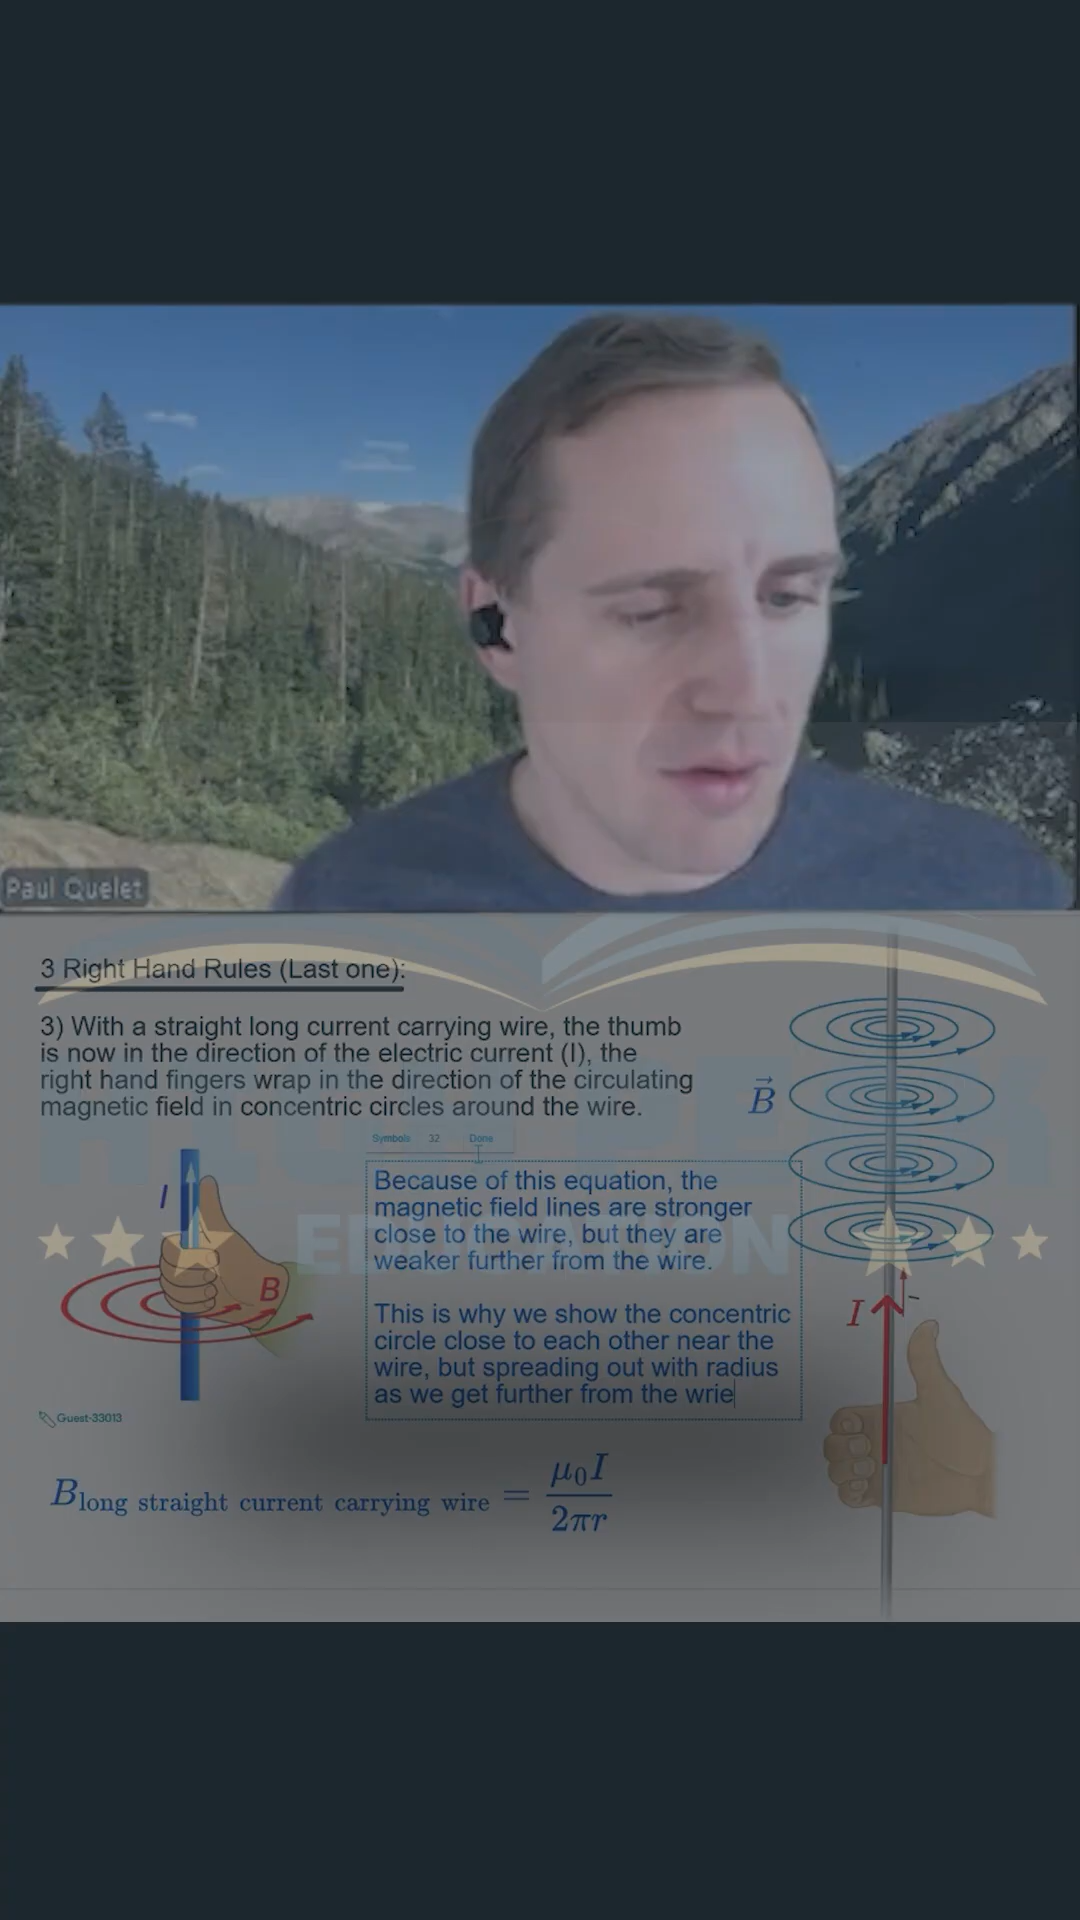 Paul Quelet
3 Right Hand Rules (Last one):
3) With a straight long current carrying wire, the thumb
is now in the direction of the electric current (I), the
right hand fingers wrap in the direction of the circulating
magnetic field in concentric circles around the wire.
B
Symbols 32 Done
Because of this equation, the
magnetic field lines are stronger
close to the wire, but they are
weaker further from the wire.
This is why we show the concentric
circle close to each other near the
wire, but spreading out with radius
as we get further from the wrie
EDUCATION
I
B
I
Guest-33013
B long straight current carrying wire = μ₀I / 2πr